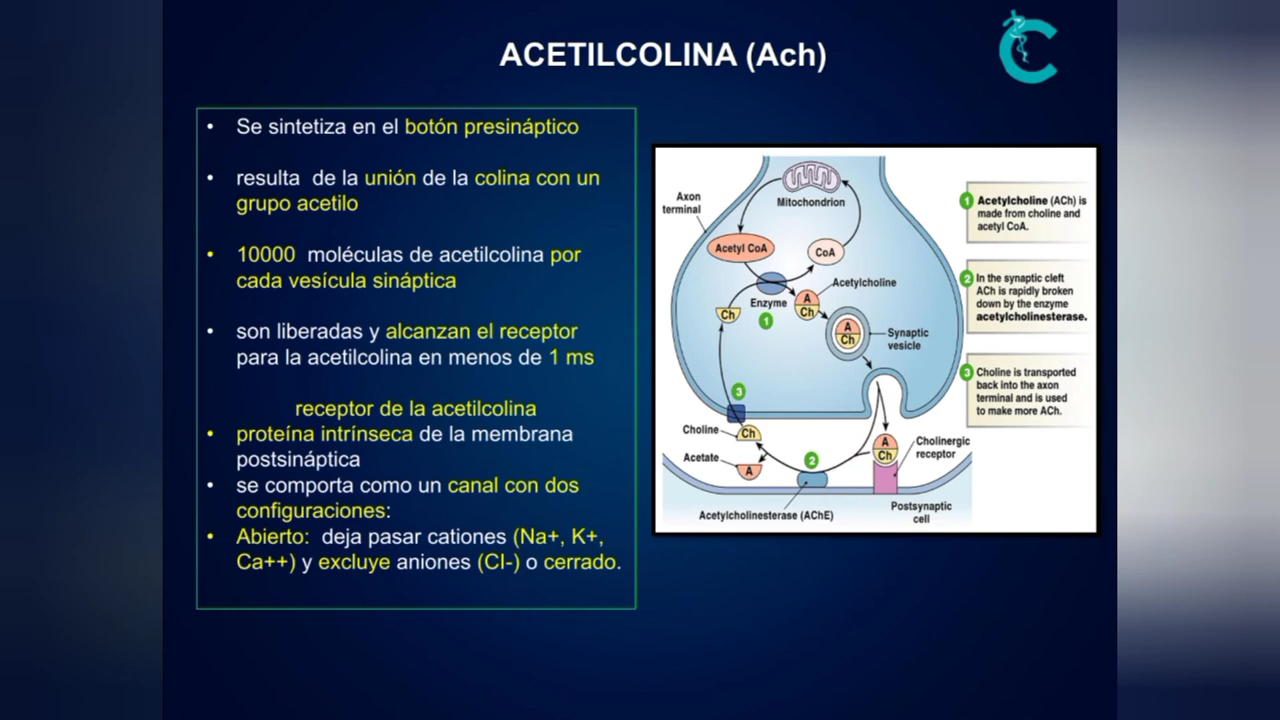 ACETILCOLINA (Ach)
• Se sintetiza en el botón presináptico
• resulta de la unión de la colina con un
grupo acetilo
• 10000 moléculas de acetilcolina por
cada vesícula sináptica
• son liberadas y alcanzan el receptor
para la acetilcolina en menos de 1 ms
receptor de la acetilcolina
• proteína intrínseca de la membrana
postsináptica
• se comporta como un canal con dos
configuraciones:
• Abierto: deja pasar cationes (Na+, K+,
Ca++) y excluye aniones (Cl-) o cerrado.
Axon
terminal
Mitochondrion
Acetyl CoA
CoA
Acetylcholine
Enzyme
1
A
Ch
Ch
A
Ch
Synaptic
vesicle
3
Choline
Ch
Acetate
A
2
A
Ch
Cholinergic
receptor
Acetylcholinesterase (AChE)
Postsynaptic
cell
1 Acetylcholine (ACh) is
made from choline and
acetyl CoA.
2 In the synaptic cleft
ACh is rapidly broken
down by the enzyme
acetylcholinesterase.
3 Choline is transported
back into the axon
terminal and is used
to make more ACh.